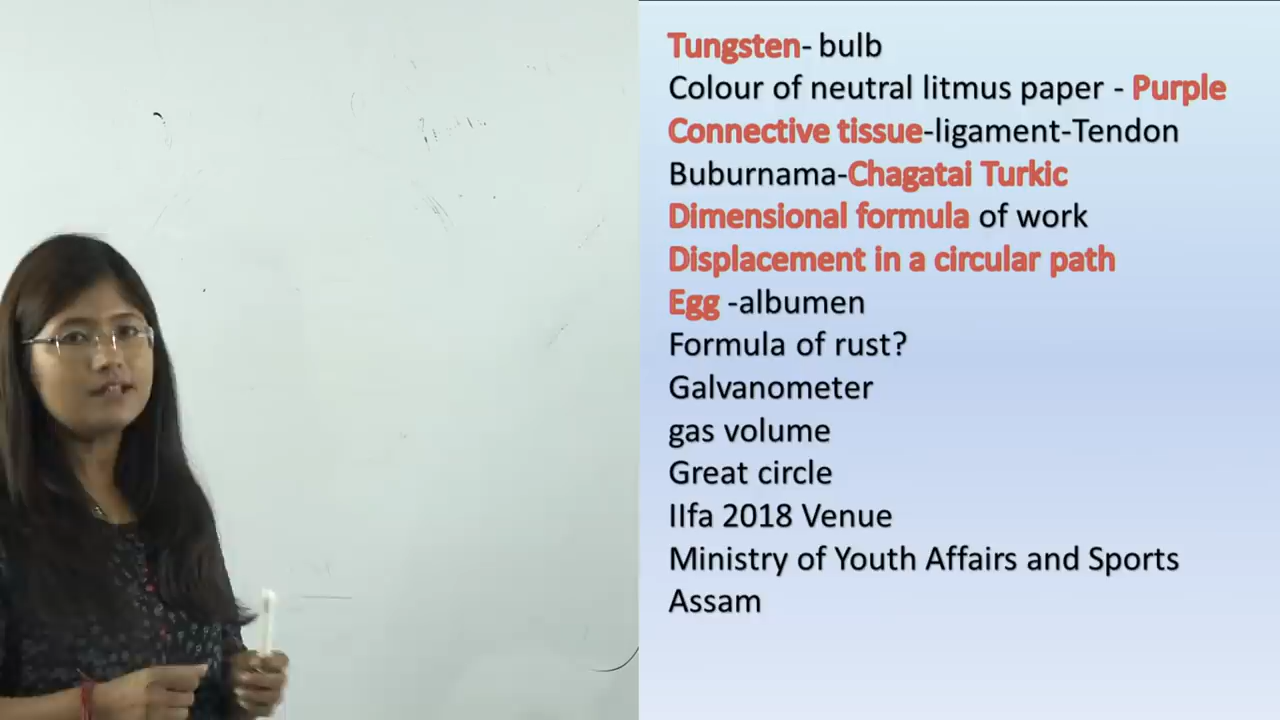 Tungsten- bulb
Colour of neutral litmus paper - Purple
Connective tissue-ligament-Tendon
Buburnama-Chagatai Turkic
Dimensional formula of work
Displacement in a circular path
Egg -albumen
Formula of rust?
Galvanometer
gas volume
Great circle
IIfa 2018 Venue
Ministry of Youth Affairs and Sports
Assam